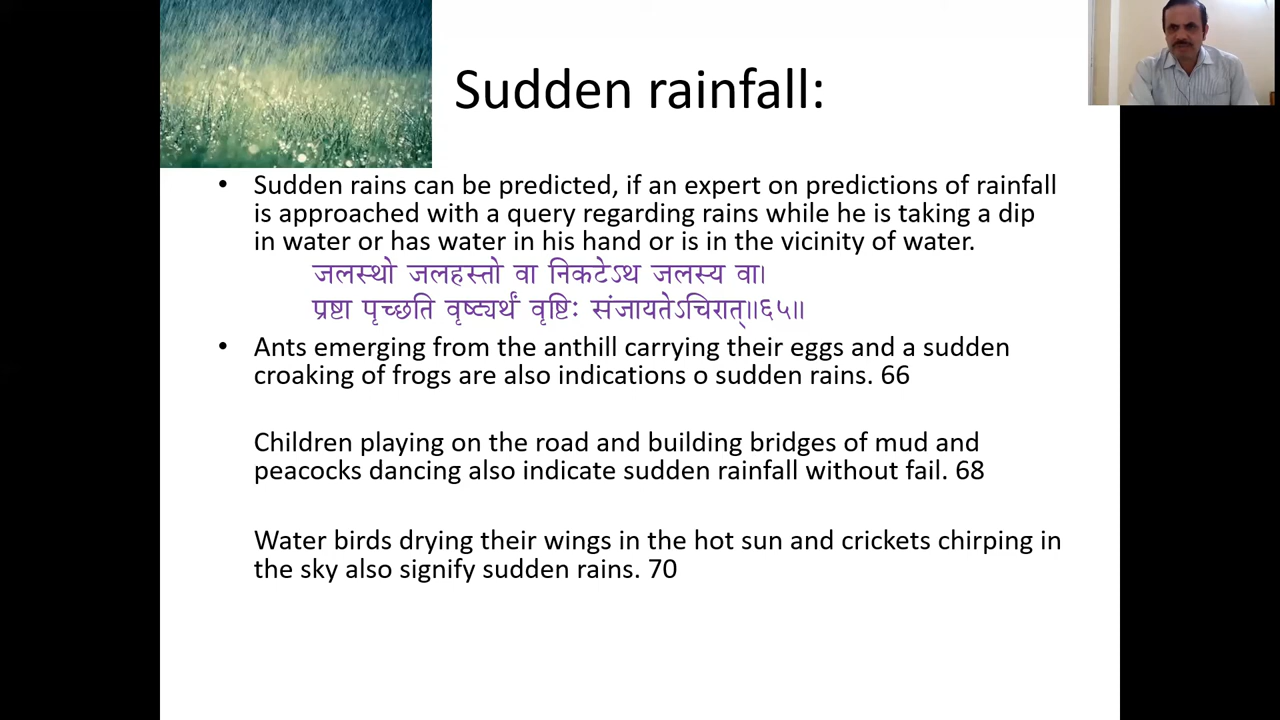 Sudden rainfall:
• Sudden rains can be predicted, if an expert on predictions of rainfall
is approached with a query regarding rains while he is taking a dip
in water or has water in his hand or is in the vicinity of water.
जलस्थो जलहस्तो वा निकटेऽथ जलस्य वा।
प्रष्टा पृच्छति वृष्ट्यर्थं वृष्टिः संजायतेऽचिरात्॥६५॥
• Ants emerging from the anthill carrying their eggs and a sudden
croaking of frogs are also indications o sudden rains. 66
Children playing on the road and building bridges of mud and
peacocks dancing also indicate sudden rainfall without fail. 68
Water birds drying their wings in the hot sun and crickets chirping in
the sky also signify sudden rains. 70